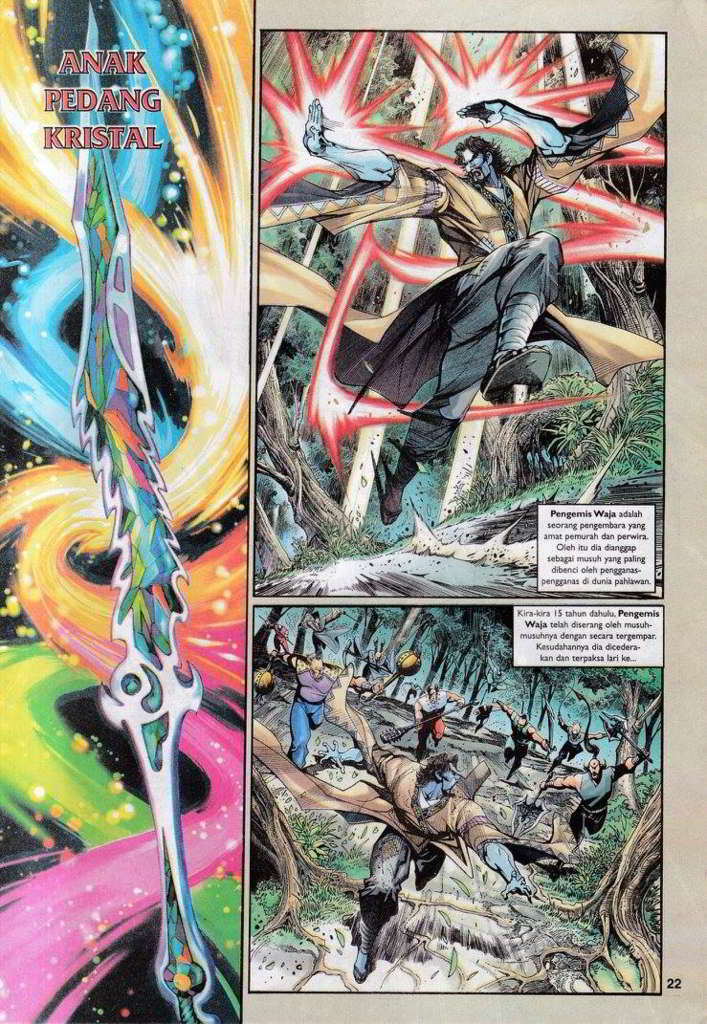 ANAK
PEDANG
KRISTAL
Pengemis Waja adalah
seorang pengembara yang
amat pemurah dan perwira.
Oleh itu dia dianggap
sebagai musuh yang paling
dibenci oleh pengganas-
pengganas di dunia pahlawan.
Kira-kira 15 tahun dahulu, Pengemis
Waja telah diserang oleh musuh-
musuhnya dengan secara tergempar.
Kesudahannya dia dicedera-
kan dan terpaksa lari ke...
22